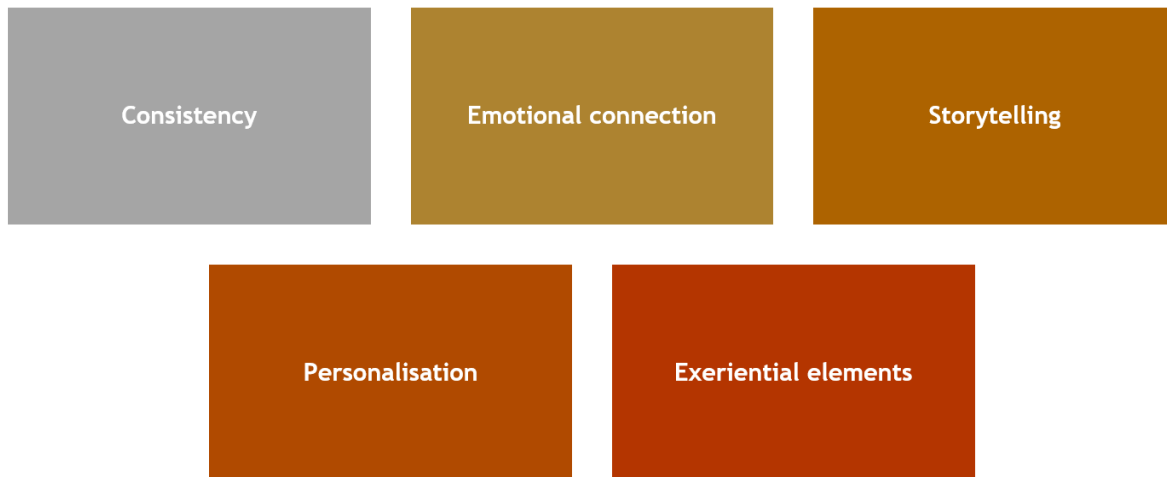 Consistency
Emotional connection
Storytelling
Personalisation
Exeriential elements